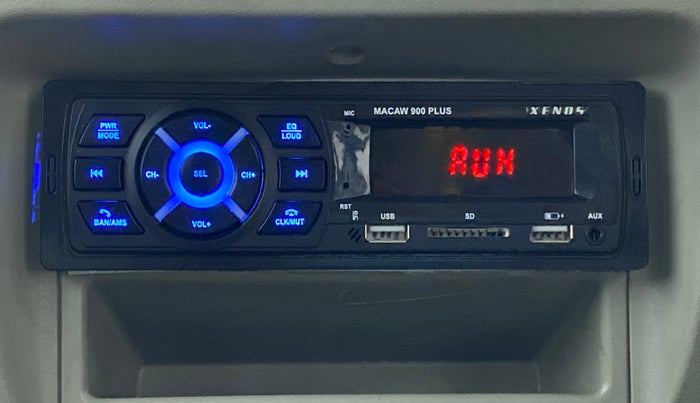 MIC MACAW 900 PLUS XENOS
PWR MODE VOL- EQ LOUD
AUX
CH- SEL CH+
BAN/AMS VOL+ CLK/MUT
RST USB SD AUX